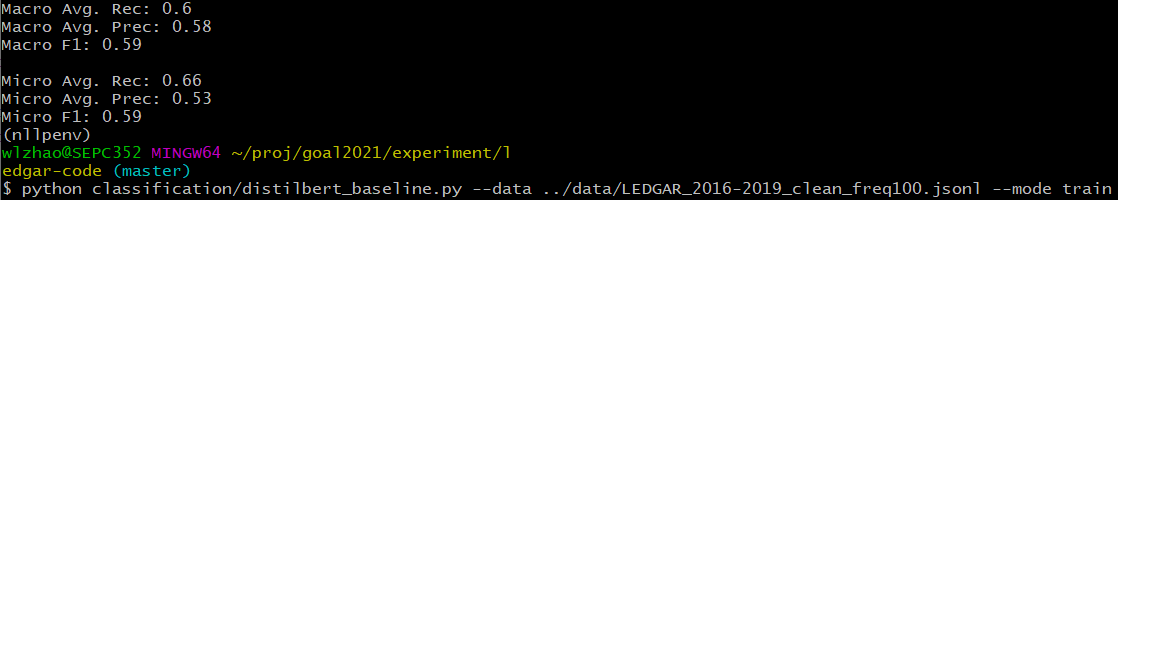 Macro Avg. Rec: 0.6
Macro Avg. Prec: 0.58
Macro F1: 0.59
Micro Avg. Rec: 0.66
Micro Avg. Prec: 0.53
Micro F1: 0.59
(nllpenv)
wlzhao@SEPC352 MINGW64 ~/proj/goal2021/experiment/l
edgar-code (master)
$ python classification/distilbert_baseline.py --data ../data/LEDGAR_2016-2019_clean_freq100.jsonl --mode train